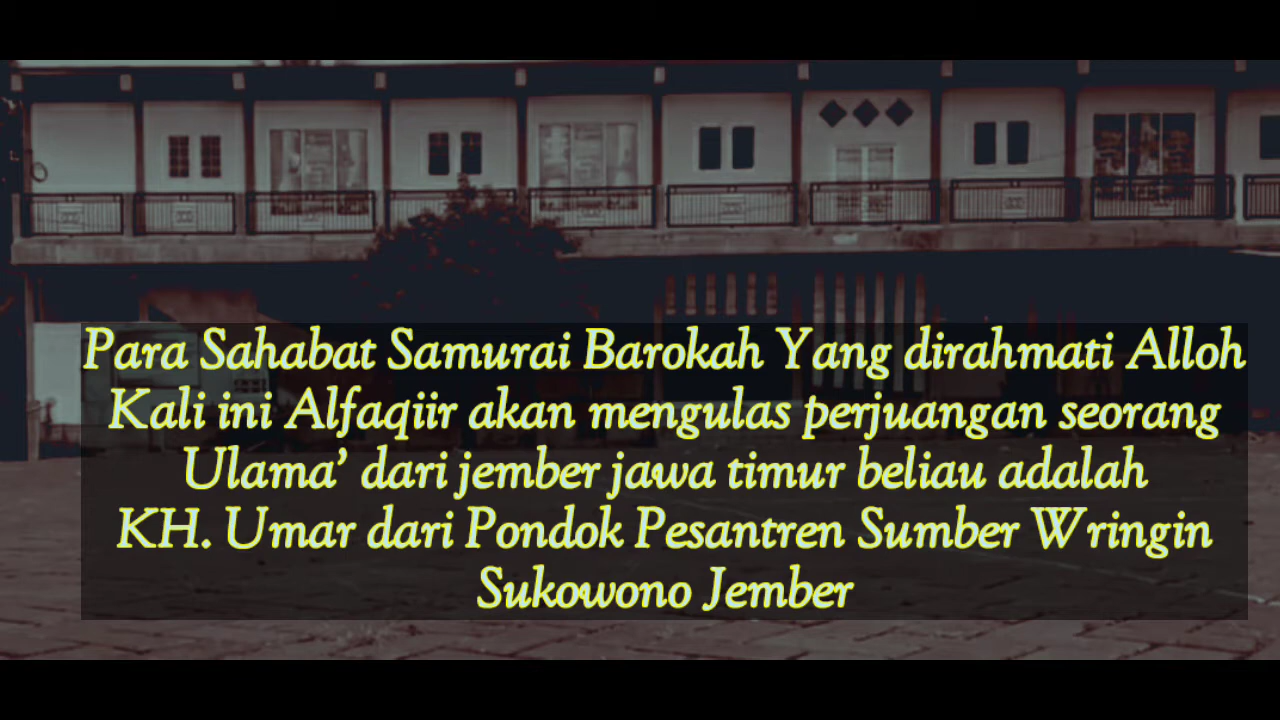 Para Sahabat Samurai Barokah Yang dirahmati Alloh
Kali ini Alfaqiir akan mengulas perjuangan seorang
Ulama’ dari jember jawa timur beliau adalah
KH. Umar dari Pondok Pesantren Sumber Wringin
Sukowono Jember